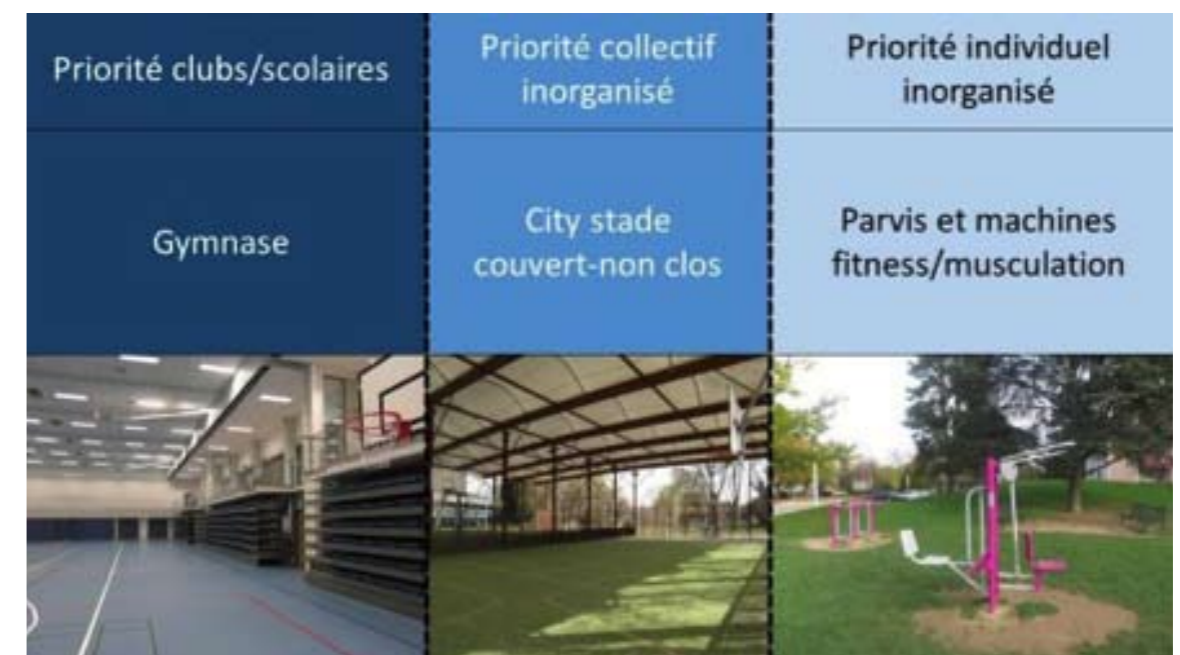 Priorité clubs/scolaires
Priorité collectif
inorganisé
Priorité individuel
inorganisé
Gymnase
City stade
couvert-non clos
Parvis et machines
fitness/musculation